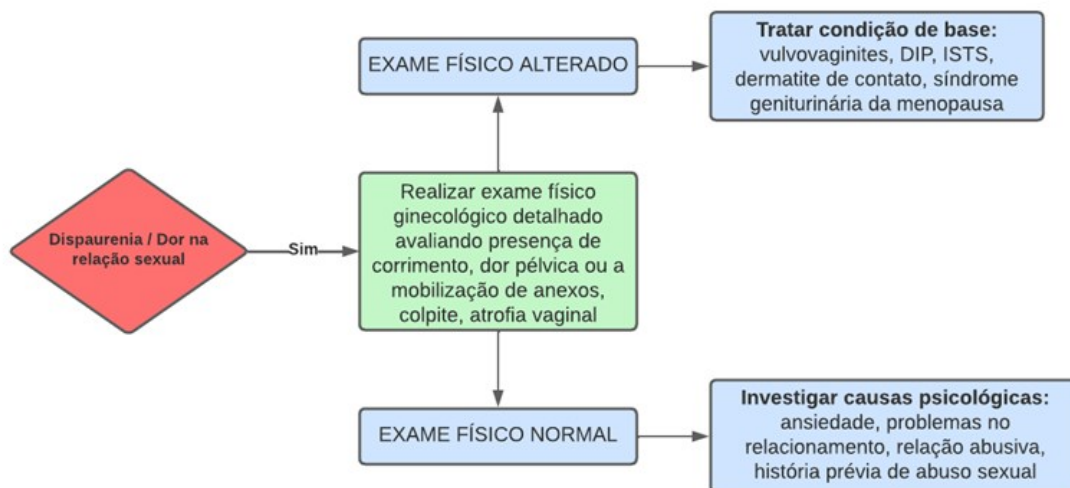 Dispaurenia / Dor na
relação sexual
Sim
Realizar exame físico
ginecológico detalhado
avaliando presença de
corrimento, dor pélvica ou a
mobilização de anexos,
colpite, atrofia vaginal
EXAME FÍSICO ALTERADO
Tratar condição de base:
vulvovaginites, DIP, ISTS,
dermatite de contato, síndrome
geniturinária da menopausa
EXAME FÍSICO NORMAL
Investigar causas psicológicas:
ansiedade, problemas no
relacionamento, relação abusiva,
história prévia de abuso sexual